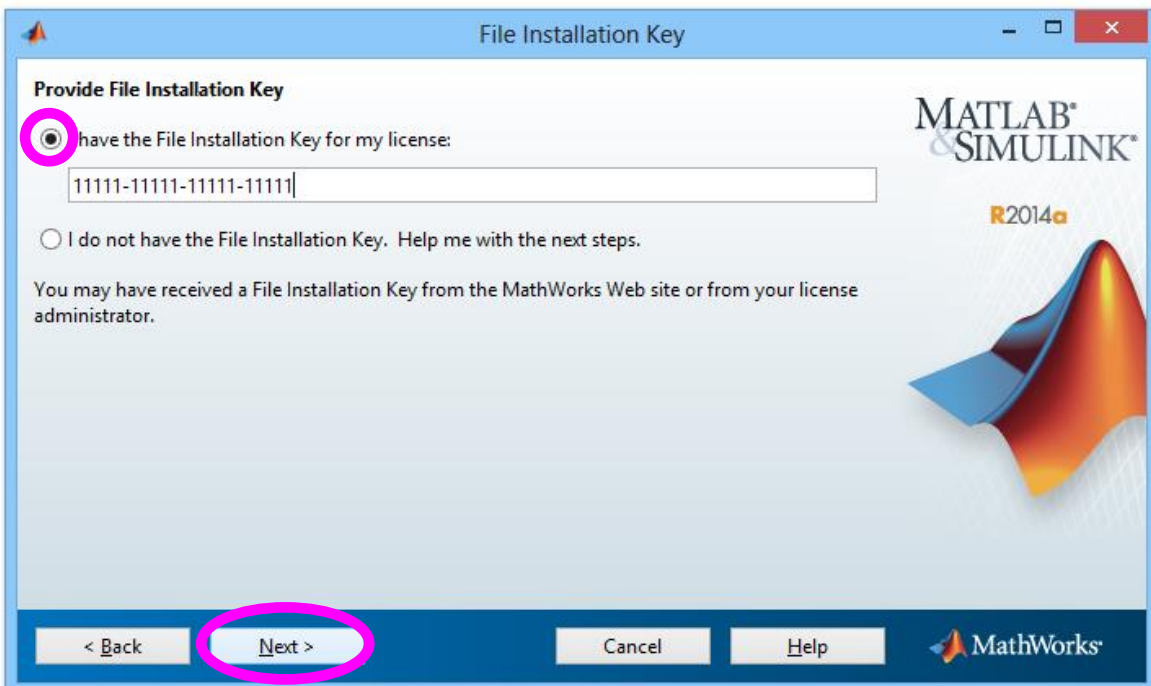 File Installation Key
Provide File Installation Key
have the File Installation Key for my license:
11111-11111-11111-11111
I do not have the File Installation Key. Help me with the next steps.
You may have received a File Installation Key from the MathWorks Web site or from your license
administrator.
MATLAB®
&SIMULINK®
R2014a
< Back
Next >
Cancel
Help
MathWorks®